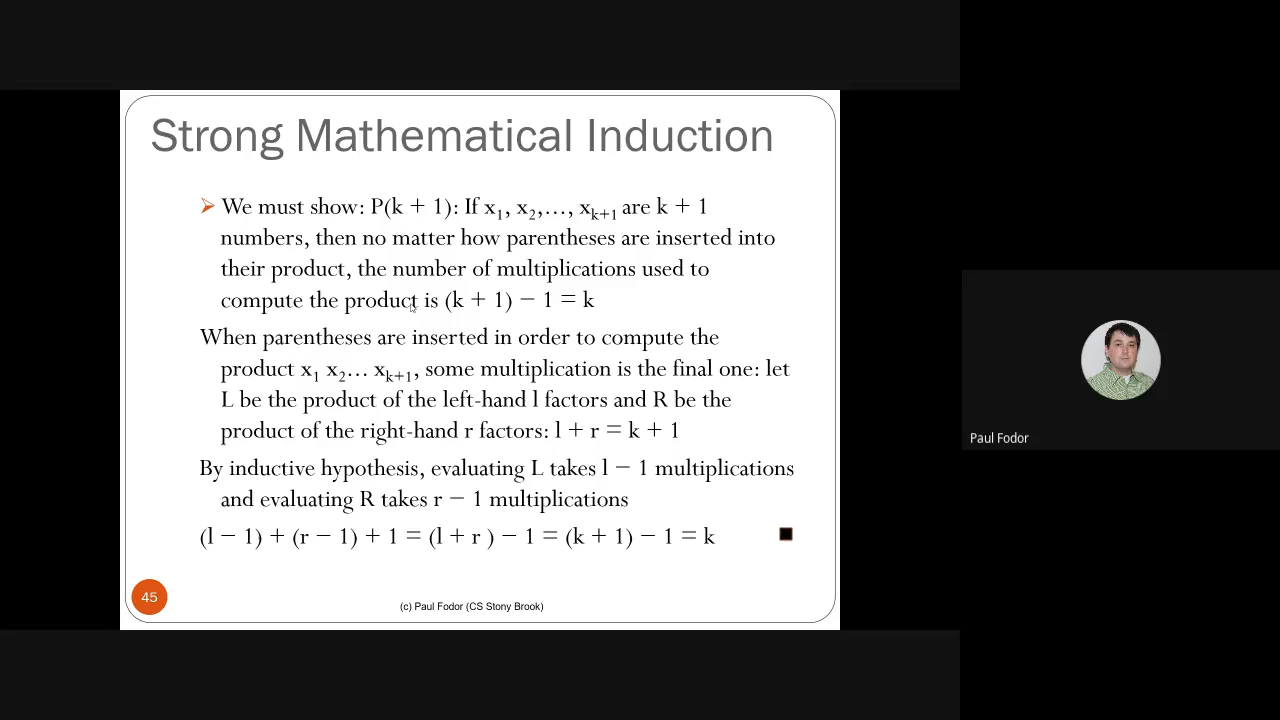 Strong Mathematical Induction
➢ We must show: P(k + 1): If x₁, x₂,…, xₖ₊₁ are k + 1
numbers, then no matter how parentheses are inserted into
their product, the number of multiplications used to
compute the product is (k + 1) − 1 = k
When parentheses are inserted in order to compute the
product x₁ x₂… xₖ₊₁, some multiplication is the final one: let
L be the product of the left-hand l factors and R be the
product of the right-hand r factors: l + r = k + 1
By inductive hypothesis, evaluating L takes l − 1 multiplications
and evaluating R takes r − 1 multiplications
(l − 1) + (r − 1) + 1 = (l + r ) − 1 = (k + 1) − 1 = k ■
45
(c) Paul Fodor (CS Stony Brook)
Paul Fodor